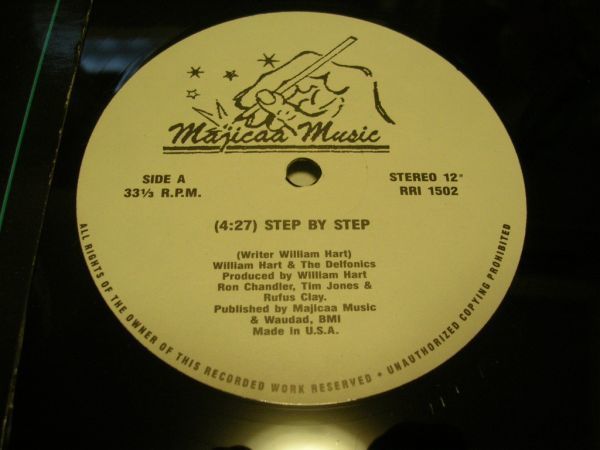 Majicaa Music
SIDE A
33⅓ R.P.M.
STEREO 12"
RRI 1502
(4:27) STEP BY STEP
(Writer William Hart)
William Hart & The Delfonics
Produced by William Hart
Ron Chandler, Tim Jones &
Rufus Clay.
Published by Majicaa Music
& Waudad, BMI
Made in U.S.A.
ALL RIGHTS OF THE OWNER OF THIS RECORDED WORK RESERVED • UNAUTHORIZED COPYING PROHIBITED